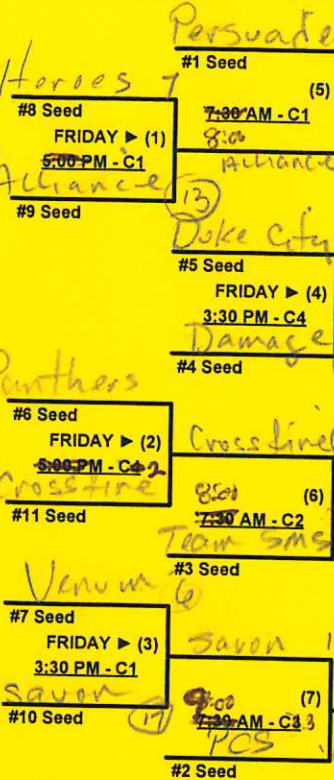 Persuade
#1 Seed
Heroes 7
(5)
#8 Seed
7:30 AM - C1
FRIDAY ► (1)
8:00
5:00 PM - C1
Alliance
Alliance
#9 Seed
13
Duke City
#5 Seed
FRIDAY ► (4)
3:30 PM - C4
Damage
#4 Seed
Panthers
#6 Seed
FRIDAY ► (2)
Crossfire
5:00 PM - C4 2
Crossfire
8:00
(6)
#11 Seed
7:30 AM - C2
Team SMS
#3 Seed
Venum 6
#7 Seed
FRIDAY ► (3)
savon
3:30 PM - C1
savon
#10 Seed
9:00
(7)
7:30 AM - C3 3
PCS
#2 Seed